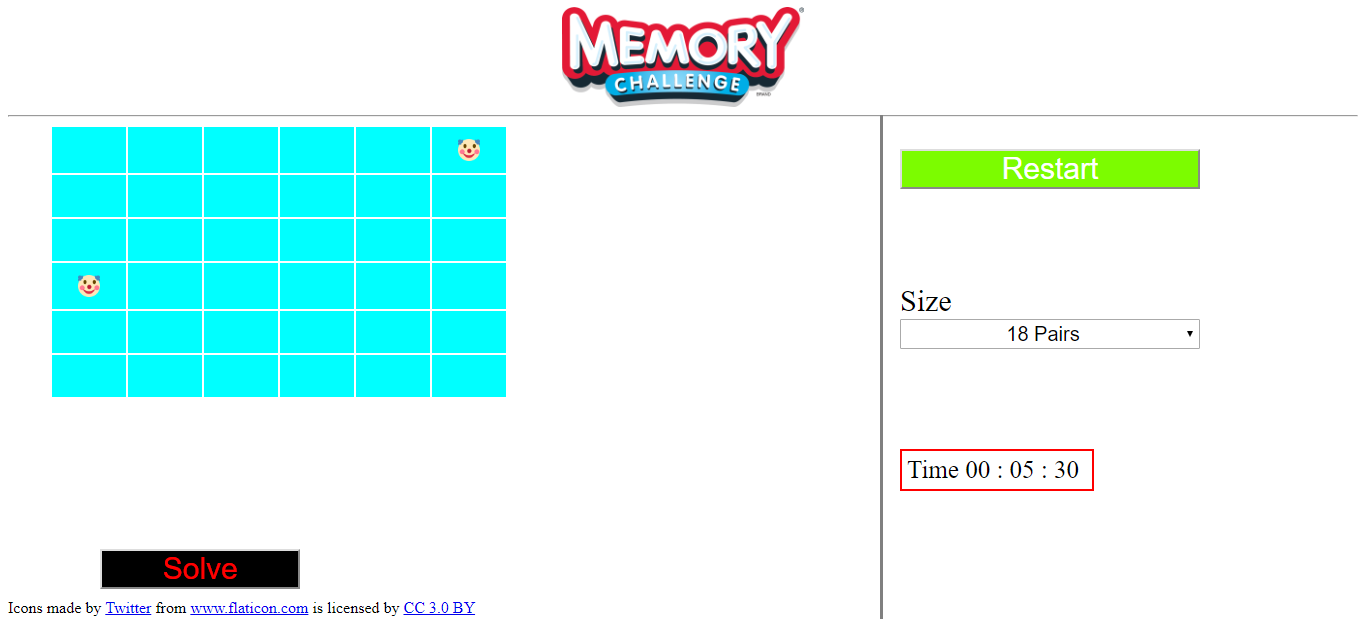 MEMORY
CHALLENGE
Restart
Size
18 Pairs
Time 00 : 05 : 30
Solve
Icons made by Twitter from www.flaticon.com is licensed by CC 3.0 BY